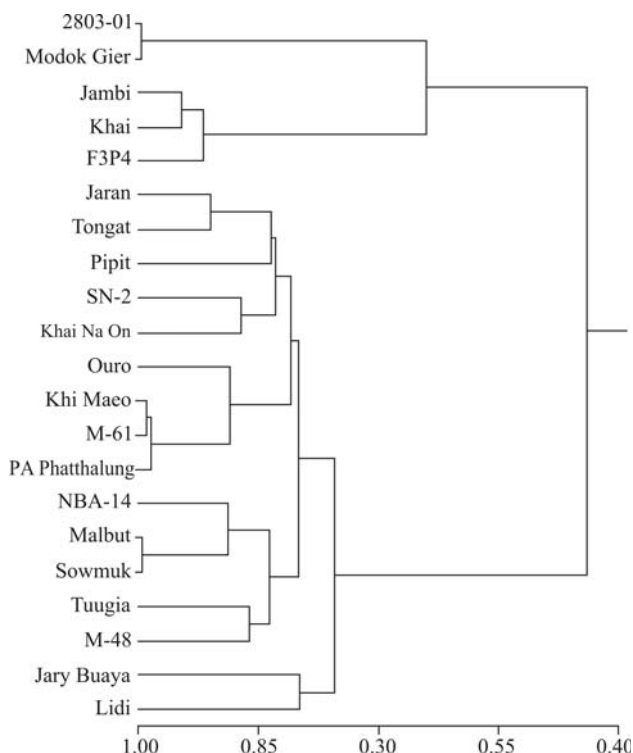 2803-01
Modok Gier
Jambi
Khai
F3P4
Jaran
Tongat
Pipit
SN-2
Khai Na On
Ouro
Khi Maeo
M-61
PA Phatthalung
NBA-14
Malbut
Sowmuk
Tuugia
M-48
Jary Buaya
Lidi
1.00 0.85 0.30 0.55 0.40